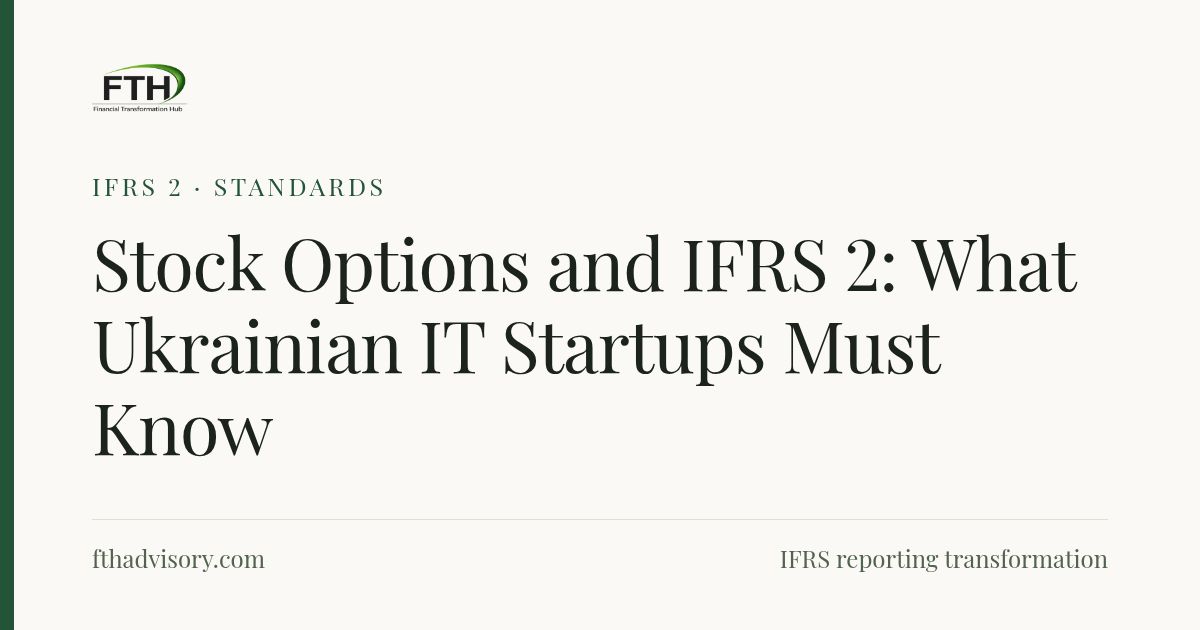 FTH
Financial Transformation Hub
IFRS 2 · STANDARDS
Stock Options and IFRS 2: What
Ukrainian IT Startups Must
Know
fthadvisory.com
IFRS reporting transformation